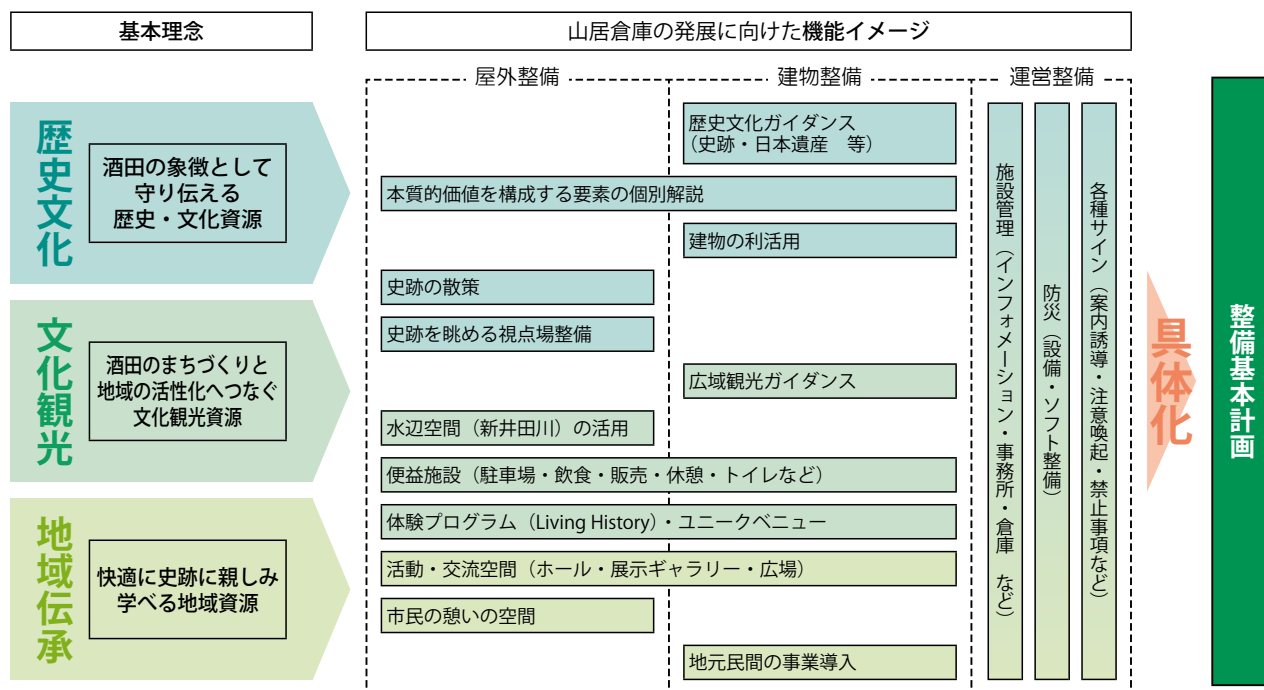 基本理念
山居倉庫の発展に向けた機能イメージ
屋外整備
建物整備
運営整備
歴史文化
酒田の象徴として
守り伝える
歴史・文化資源
文化観光
酒田のまちづくりと
地域の活性化へつなぐ
文化観光資源
地域伝承
快適に史跡に親しみ
学べる地域資源
歴史文化ガイダンス
（史跡・日本遺産　等）
本質的価値を構成する要素の個別解説
建物の利活用
史跡の散策
史跡を眺める視点場整備
広域観光ガイダンス
水辺空間（新井田川）の活用
便益施設（駐車場・飲食・販売・休憩・トイレなど）
体験プログラム（Living History）・ユニークベニュー
活動・交流空間（ホール・展示ギャラリー・広場）
市民の憩いの空間
地元民間の事業導入
施設管理（インフォメーション・事務所・倉庫　など）
防災（設備・ソフト整備）
各種サイン（案内誘導・注意喚起・禁止事項など）
具体化
整備基本計画